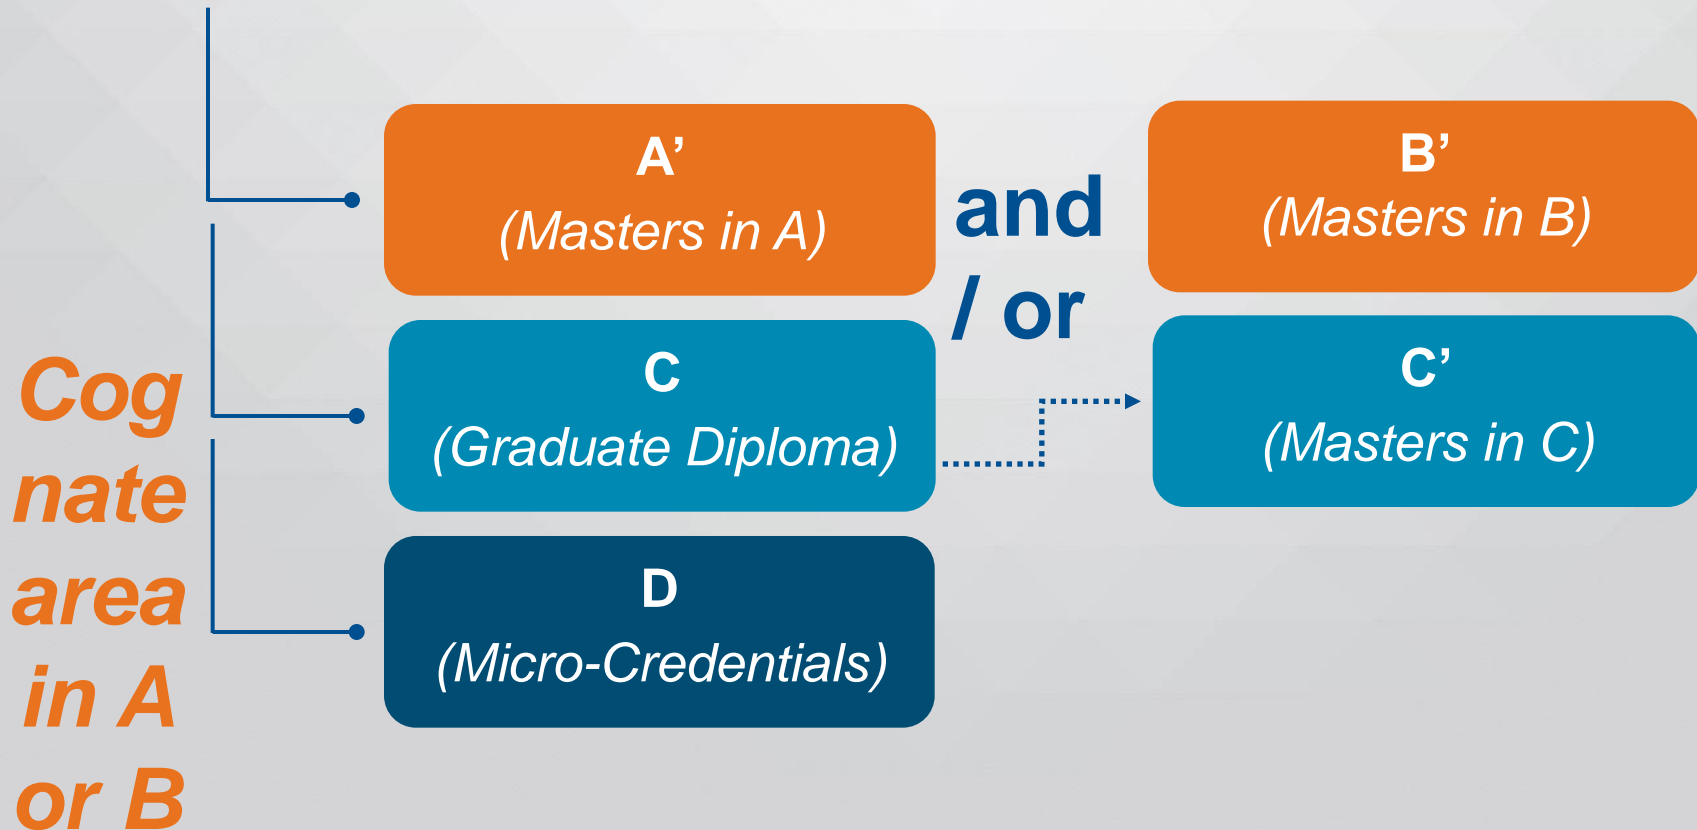 A’
(Masters in A)
and
/ or
B’
(Masters in B)
C
(Graduate Diploma)
C’
(Masters in C)
D
(Micro-Credentials)
Cog
nate
area
in A
or B